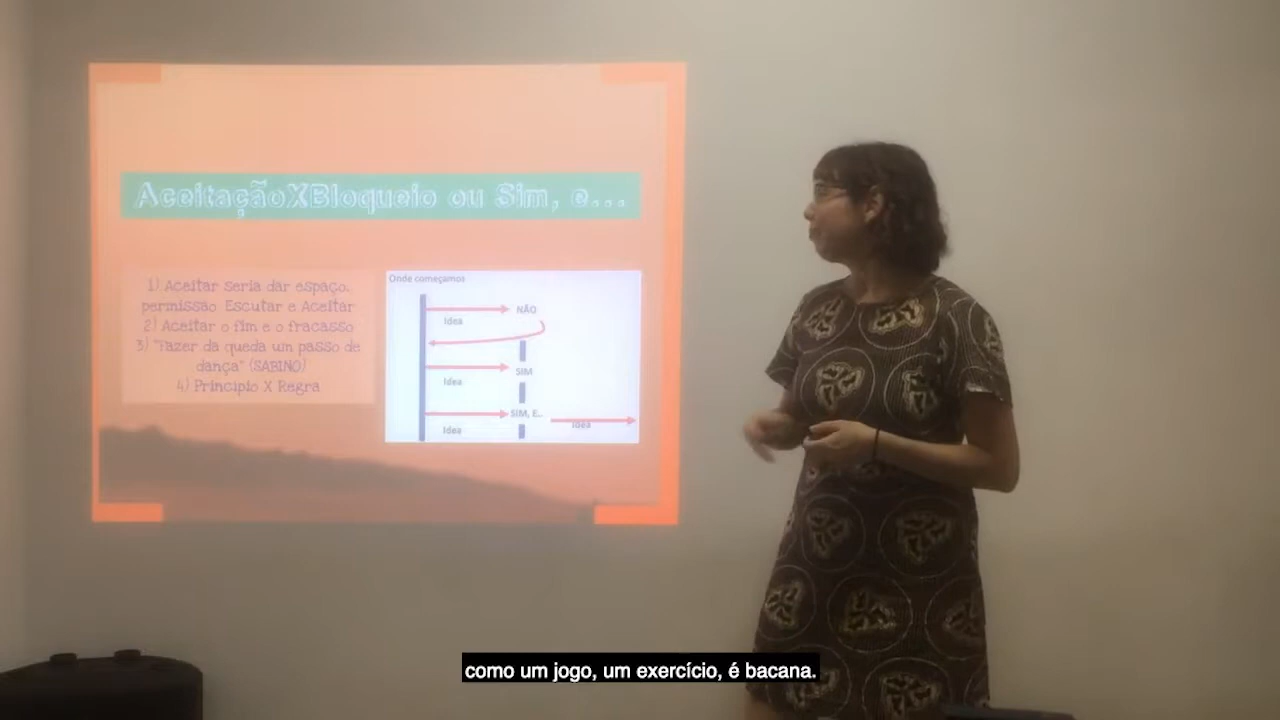 AceitaçãoXBloqueio ou Sim, e...
1) Aceitar seria dar espaço,
permissão. Escutar e Aceitar
2) Aceitar o fim e o fracasso
3) "Fazer da queda um passo de
dança" (SABINO)
4) Princípio X Regra
Onde começamos
NÃO
Idea
SIM
Idea
SIM, E..
Idea
Idea
como um jogo, um exercício, é bacana.